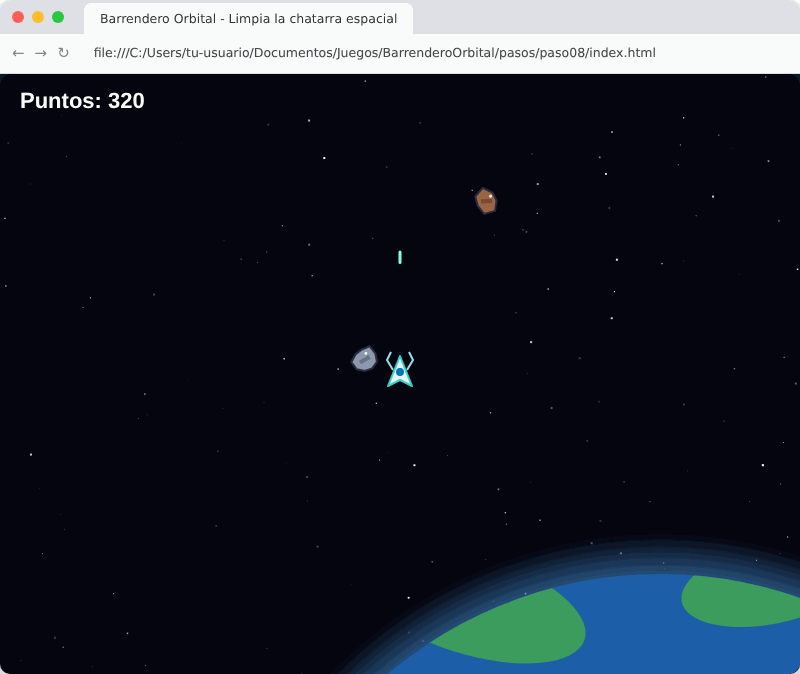 Barrendero Orbital - Limpia la chatarra espacial
file:///C:/Users/tu-usuario/Documentos/Juegos/BarrenderoOrbital/pasos/paso08/index.html
Puntos: 320